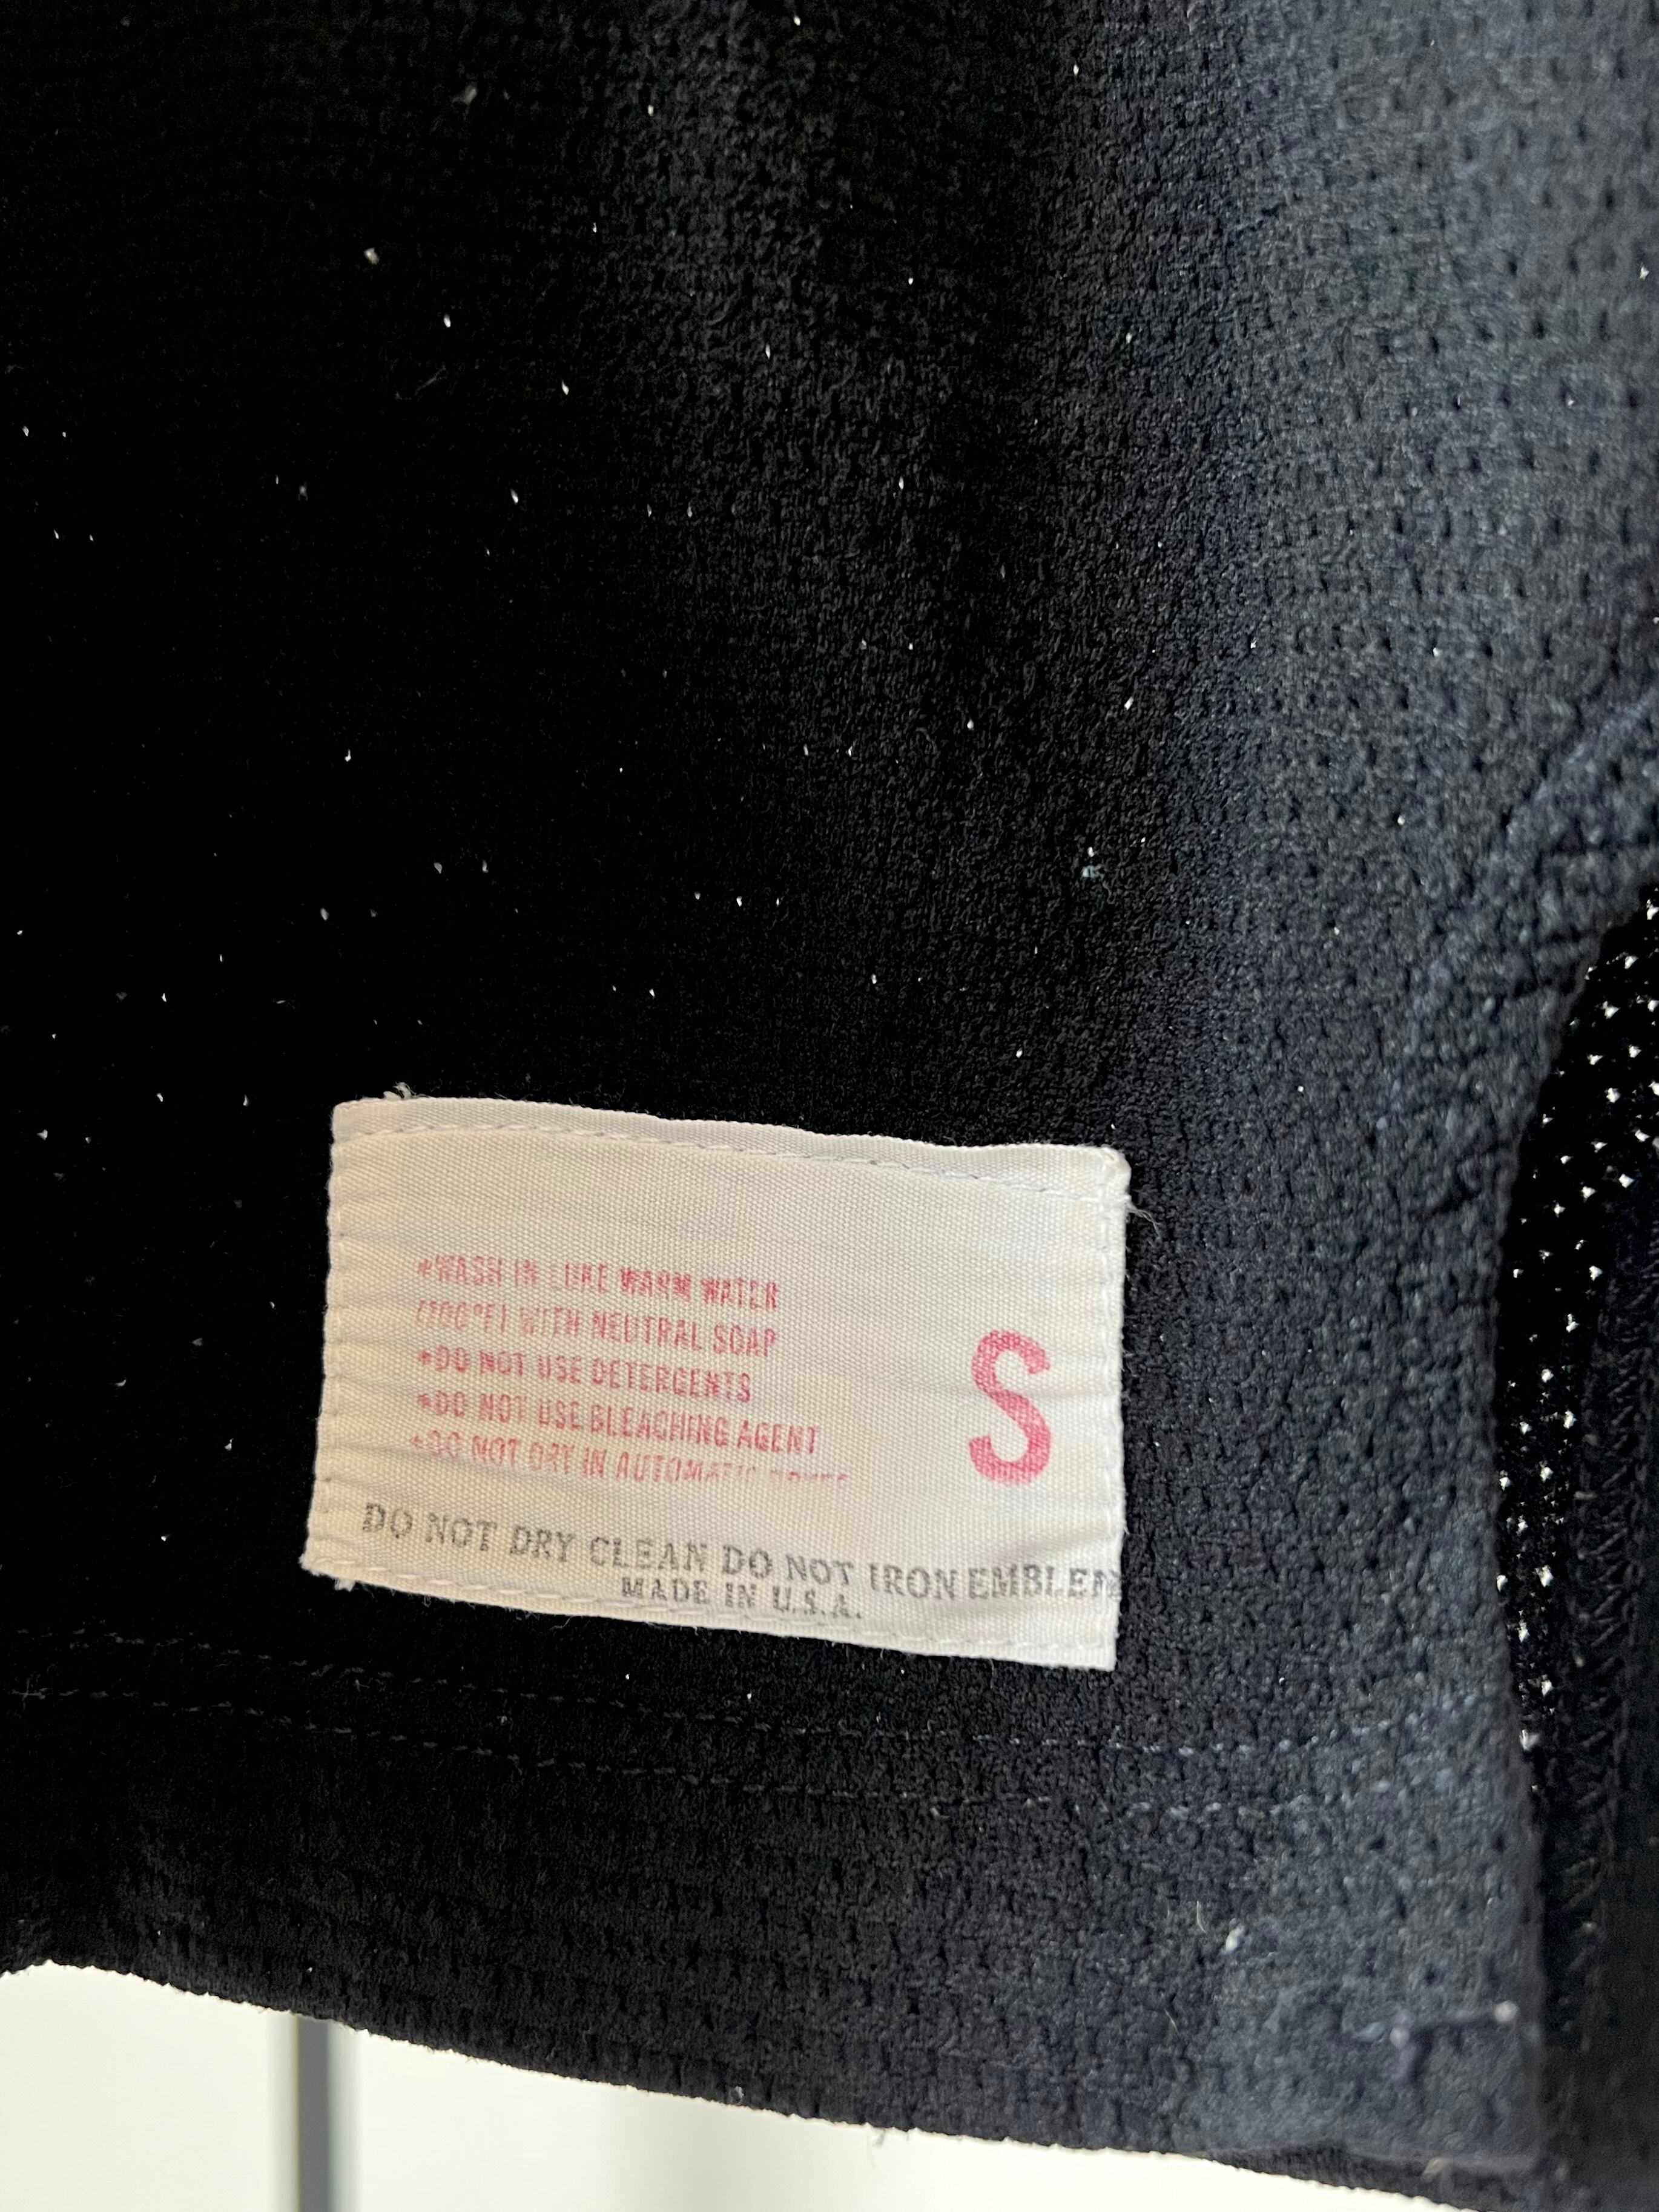 *WASH IN LUKE WARM WATER
(100°F) WITH NEUTRAL SOAP
*DO NOT USE DETERGENTS
*DO NOT USE BLEACHING AGENT
*DO NOT DRY IN AUTOMATIC
S
DO NOT DRY CLEAN DO NOT IRON EMBLEM
MADE IN U.S.A.